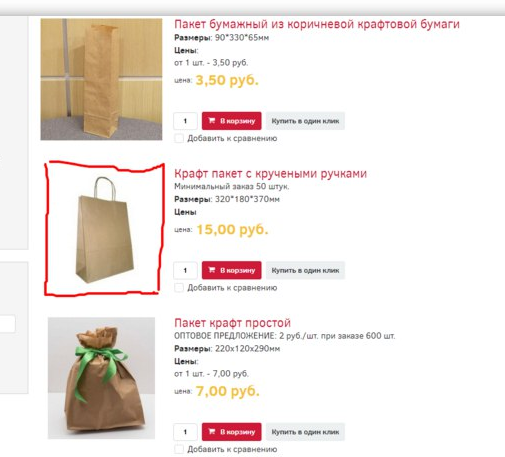 Пакет бумажный из коричневой крафтовой бумаги
Размеры: 90*330*65мм
Цены:
от 1 шт. - 3,50 руб.
цена: 3,50 руб.
1 В корзину Купить в один клик
Добавить к сравнению
Крафт пакет с кручеными ручками
Минимальный заказ 50 штук.
Размеры: 320*180*370мм
Цены
цена: 15,00 руб.
1 В корзину Купить в один клик
Добавить к сравнению
Пакет крафт простой
ОПТОВОЕ ПРЕДЛОЖЕНИЕ: 2 руб./шт. при заказе 600 шт.
Размеры: 220х120х290мм
Цены:
от 1 шт. - 7,00 руб.
цена: 7,00 руб.
1 В корзину Купить в один клик
Добавить к сравнению